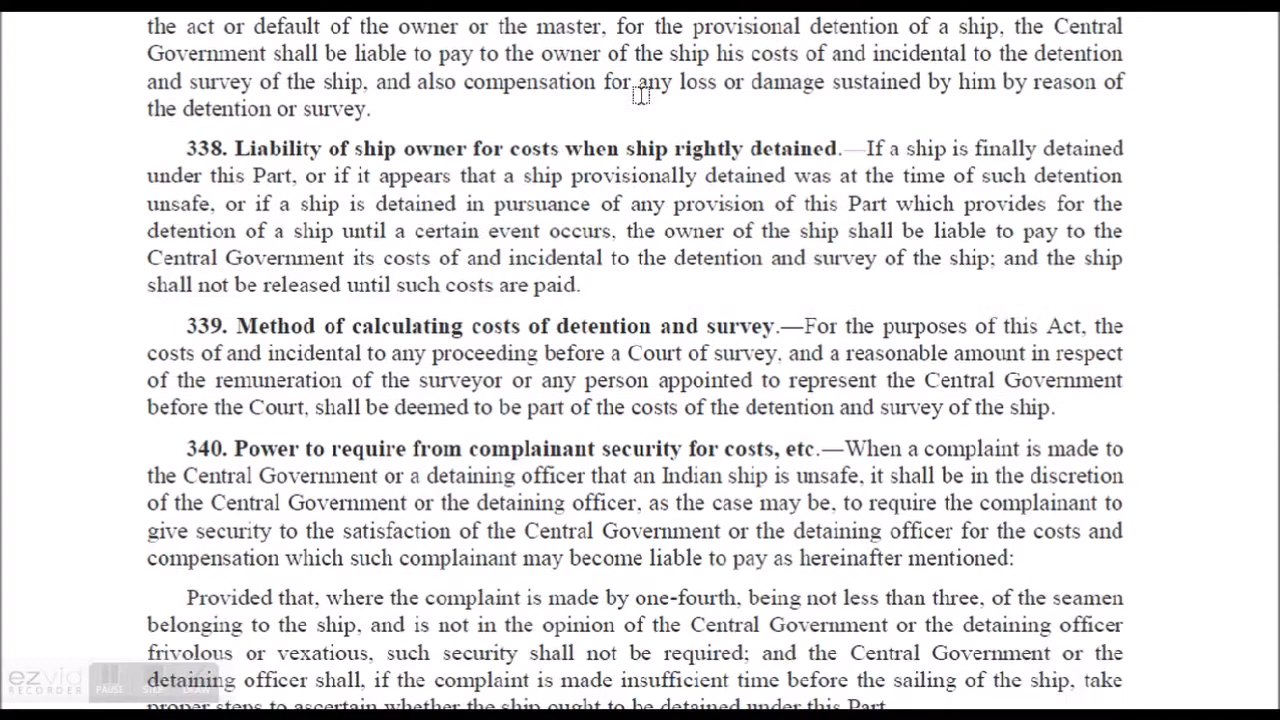 the act or default of the owner or the master, for the provisional detention of a ship, the Central
Government shall be liable to pay to the owner of the ship his costs of and incidental to the detention
and survey of the ship, and also compensation for any loss or damage sustained by him by reason of
the detention or survey.
338. Liability of ship owner for costs when ship rightly detained.—If a ship is finally detained
under this Part, or if it appears that a ship provisionally detained was at the time of such detention
unsafe, or if a ship is detained in pursuance of any provision of this Part which provides for the
detention of a ship until a certain event occurs, the owner of the ship shall be liable to pay to the
Central Government its costs of and incidental to the detention and survey of the ship; and the ship
shall not be released until such costs are paid.
339. Method of calculating costs of detention and survey.—For the purposes of this Act, the
costs of and incidental to any proceeding before a Court of survey, and a reasonable amount in respect
of the remuneration of the surveyor or any person appointed to represent the Central Government
before the Court, shall be deemed to be part of the costs of the detention and survey of the ship.
340. Power to require from complainant security for costs, etc.—When a complaint is made to
the Central Government or a detaining officer that an Indian ship is unsafe, it shall be in the discretion
of the Central Government or the detaining officer, as the case may be, to require the complainant to
give security to the satisfaction of the Central Government or the detaining officer for the costs and
compensation which such complainant may become liable to pay as hereinafter mentioned:
Provided that, where the complaint is made by one-fourth, being not less than three, of the seamen
belonging to the ship, and is not in the opinion of the Central Government or the detaining officer
frivolous or vexatious, such security shall not be required; and the Central Government or the
detaining officer shall, if the complaint is made insufficient time before the sailing of the ship, take
proper steps to ascertain whether the ship ought to be detained under this Part.
ezvid
RECORDER
PAUSE STOP DRAW